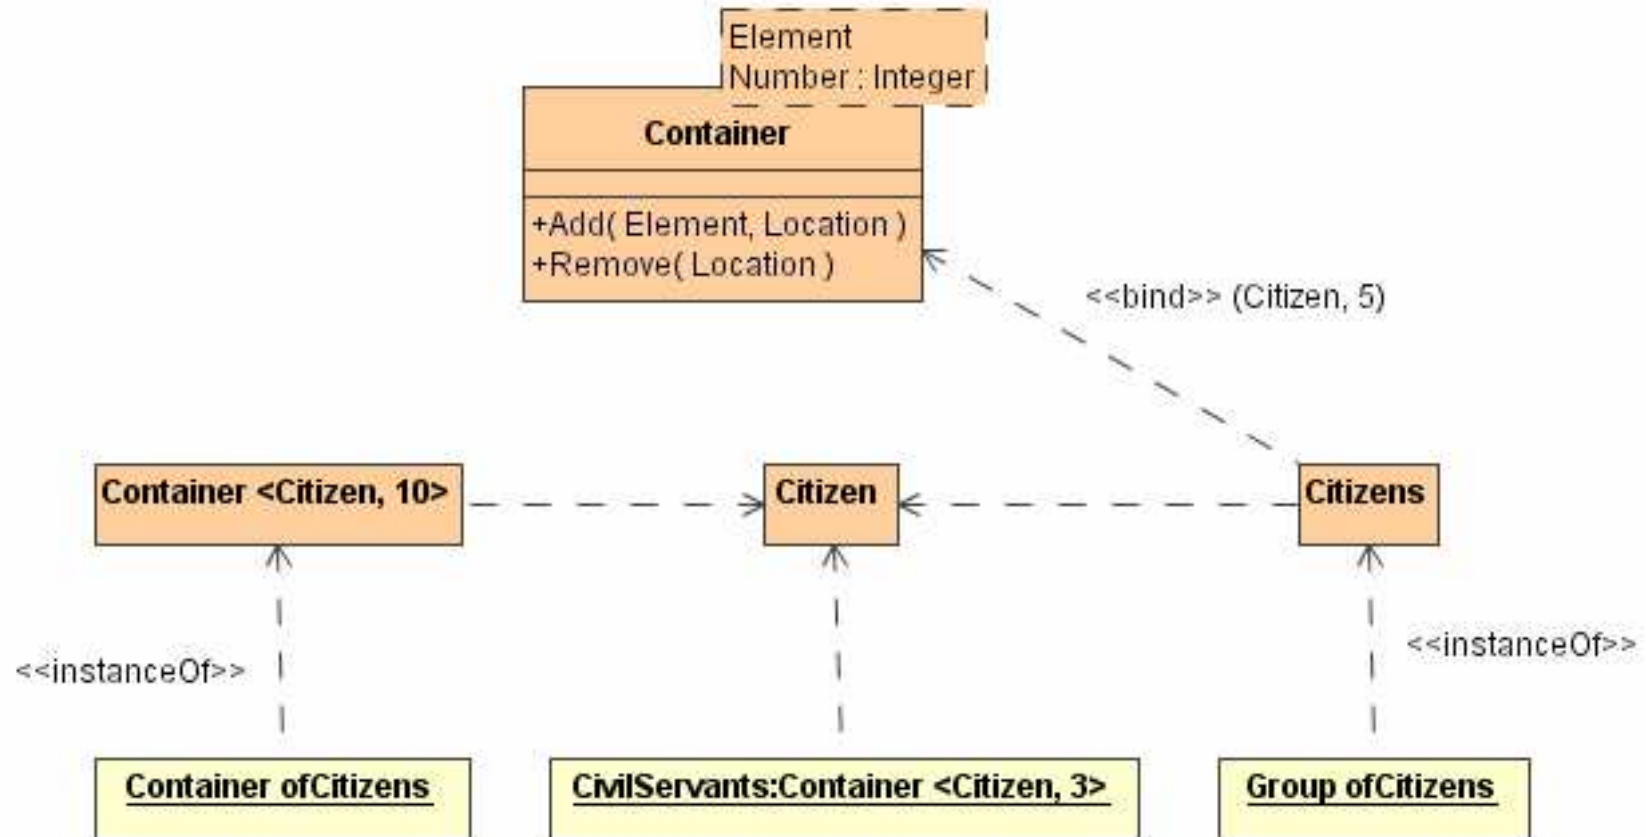 Element
Number : Integer
Container
+Add( Element, Location )
+Remove( Location )
<<bind>> (Citizen, 5)
Container <Citizen, 10>
Citizen
Citizens
<<instanceOf>>
<<instanceOf>>
Container ofCitizens
CivilServants:Container <Citizen, 3>
Group ofCitizens